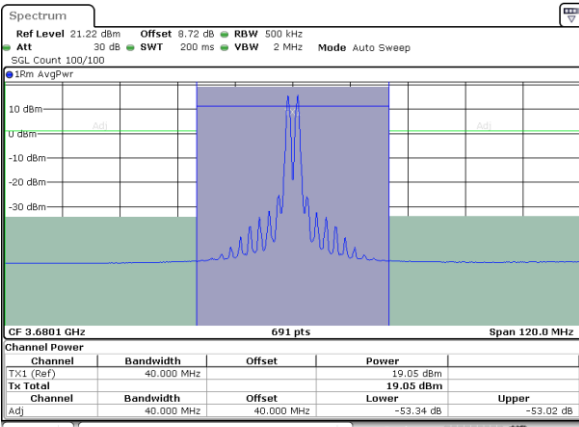 Spectrum
Ref Level 21.22 dBm Offset 8.72 dB RBW 500 kHz
Att 30 dB SWT 200 ms VBW 2 MHz Mode Auto Sweep
SGL Count 100/100
1Rm AvgPwr
10 dBm
Adj Adj
0 dBm
-10 dBm
-20 dBm
-30 dBm
CF 3.6801 GHz 691 pts Span 120.0 MHz
Channel Power
Channel Bandwidth Offset Power
TX1 (Ref) 40.000 MHz 19.05 dBm
Tx Total 19.05 dBm
Channel Bandwidth Offset Lower Upper
Adj 40.000 MHz 40.000 MHz -53.34 dB -53.02 dB